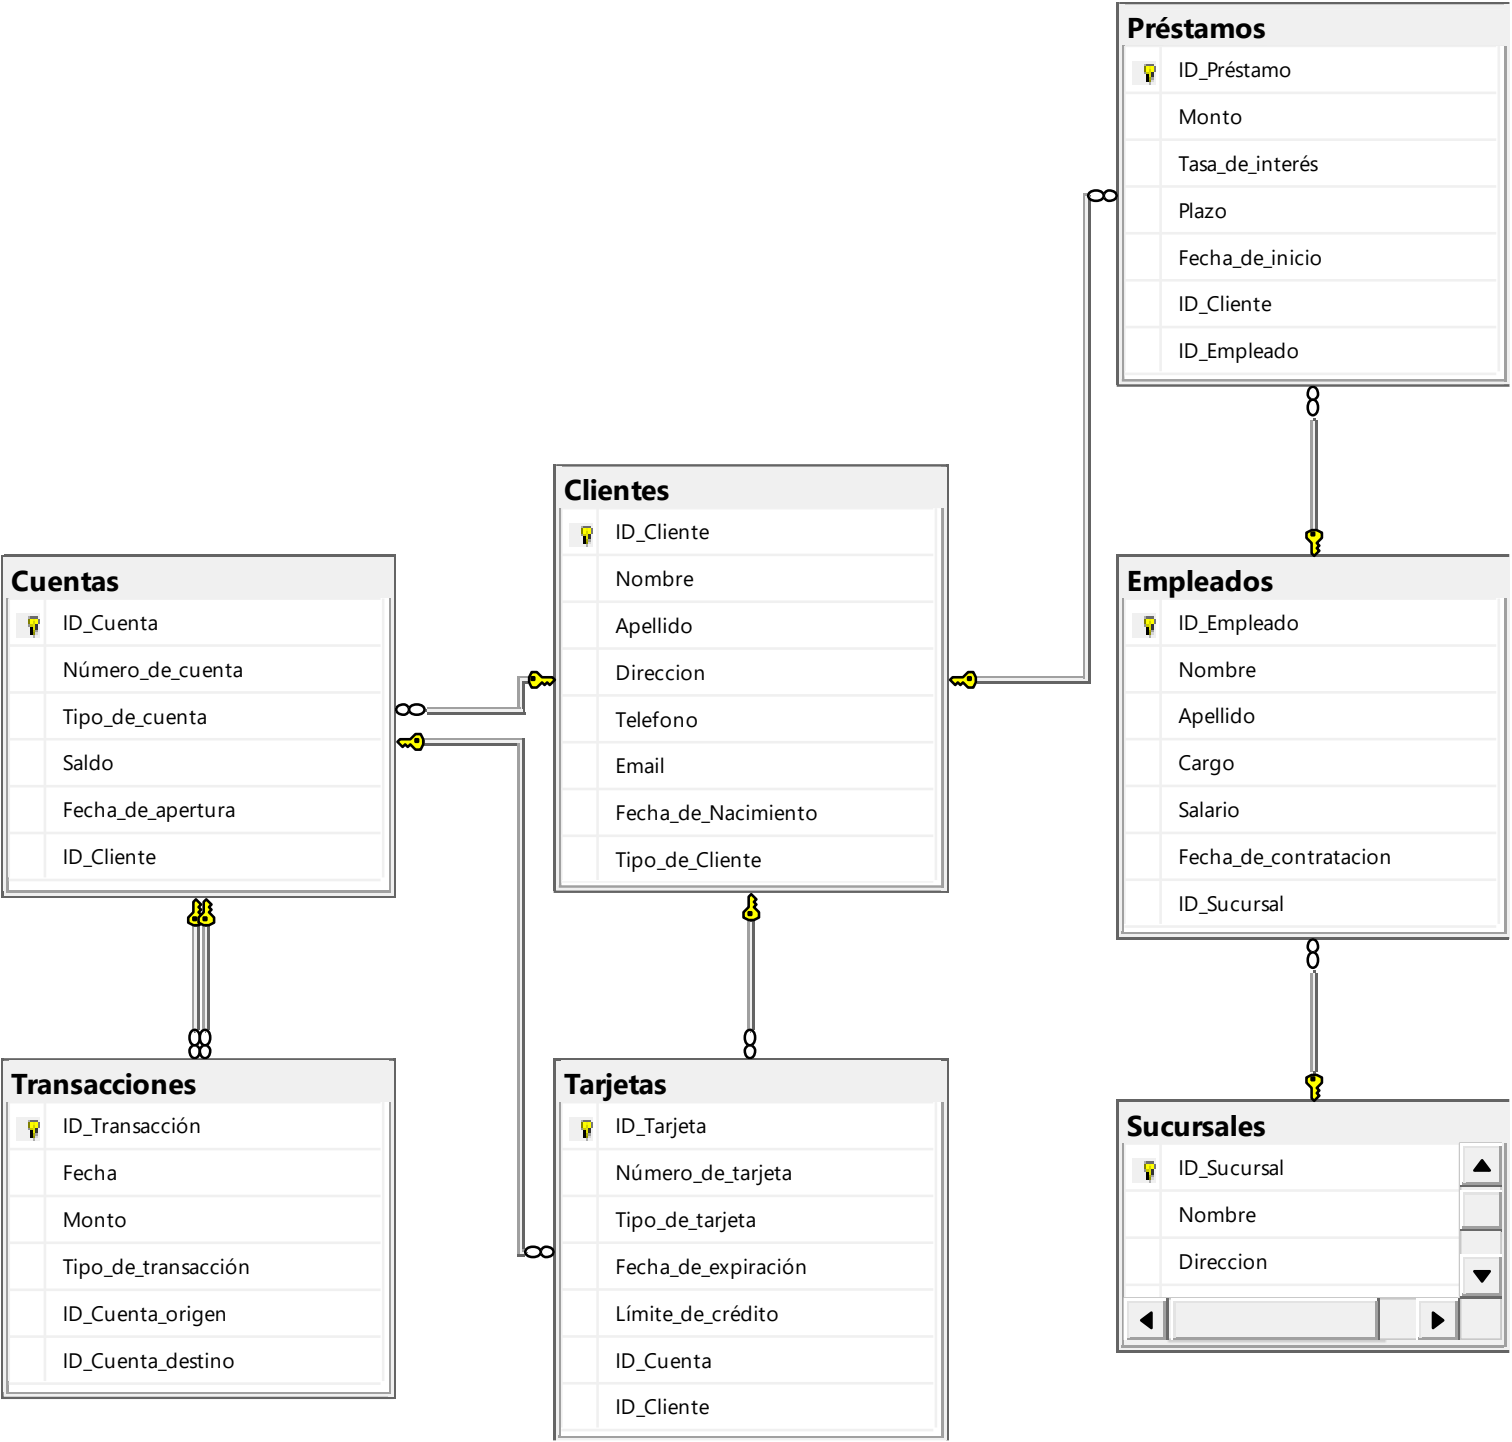 Préstamos
ID_Préstamo
Monto
Tasa_de_interés
Plazo
Fecha_de_inicio
ID_Cliente
ID_Empleado
Clientes
ID_Cliente
Nombre
Apellido
Direccion
Telefono
Email
Fecha_de_Nacimiento
Tipo_de_Cliente
Cuentas
ID_Cuenta
Número_de_cuenta
Tipo_de_cuenta
Saldo
Fecha_de_apertura
ID_Cliente
Empleados
ID_Empleado
Nombre
Apellido
Cargo
Salario
Fecha_de_contratacion
ID_Sucursal
Transacciones
ID_Transacción
Fecha
Monto
Tipo_de_transacción
ID_Cuenta_origen
ID_Cuenta_destino
Tarjetas
ID_Tarjeta
Número_de_tarjeta
Tipo_de_tarjeta
Fecha_de_expiración
Límite_de_crédito
ID_Cuenta
ID_Cliente
Sucursales
ID_Sucursal
Nombre
Direccion